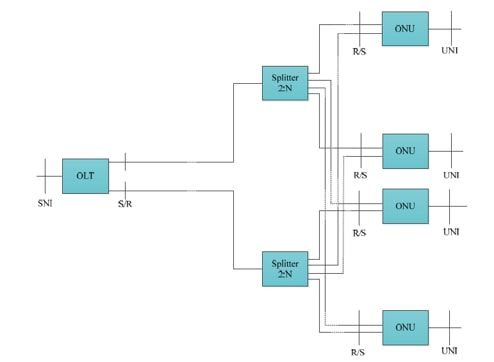 ONU
R/S
UNI
Splitter
2:N
ONU
R/S
UNI
OLT
SNI
S/R
ONU
R/S
UNI
Splitter
2:N
ONU
R/S
UNI